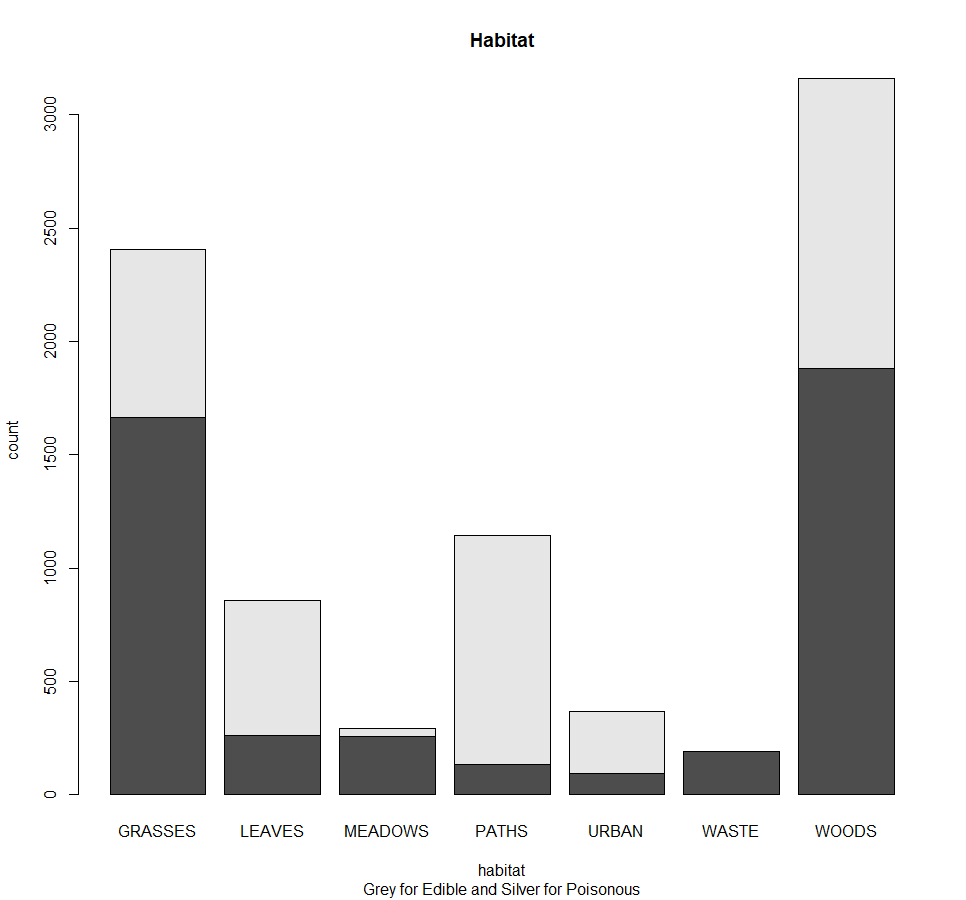 Habitat
3000
2500
2000
1500
1000
500
0
count
GRASSES LEAVES MEADOWS PATHS URBAN WASTE WOODS
habitat
Grey for Edible and Silver for Poisonous